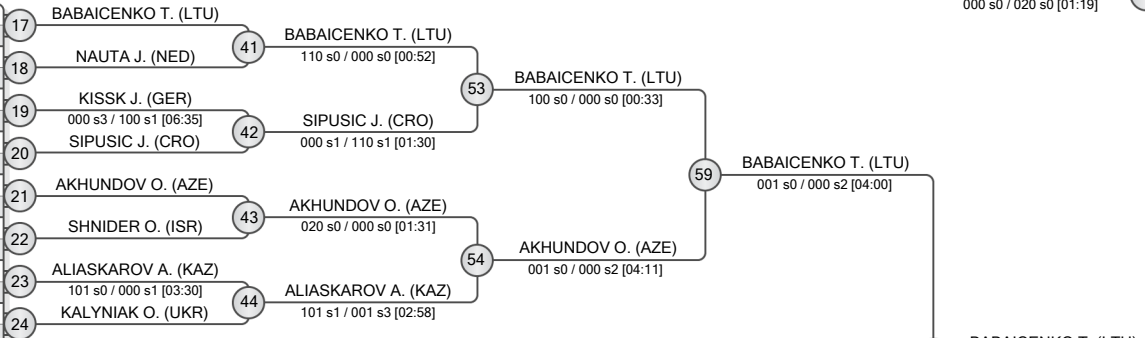 000 s0 / 020 s0 [01:19]
17
BABAICENKO T. (LTU)
41
BABAICENKO T. (LTU)
110 s0 / 000 s0 [00:52]
18
NAUTA J. (NED)
53
BABAICENKO T. (LTU)
100 s0 / 000 s0 [00:33]
19
KISSK J. (GER)
000 s3 / 100 s1 [06:35]
42
SIPUSIC J. (CRO)
000 s1 / 110 s1 [01:30]
20
SIPUSIC J. (CRO)
59
BABAICENKO T. (LTU)
001 s0 / 000 s2 [04:00]
21
AKHUNDOV O. (AZE)
43
AKHUNDOV O. (AZE)
020 s0 / 000 s0 [01:31]
22
SHNIDER O. (ISR)
54
AKHUNDOV O. (AZE)
001 s0 / 000 s2 [04:11]
23
ALIASKAROV A. (KAZ)
101 s0 / 000 s1 [03:30]
44
ALIASKAROV A. (KAZ)
101 s1 / 001 s3 [02:58]
24
KALYNIAK O. (UKR)